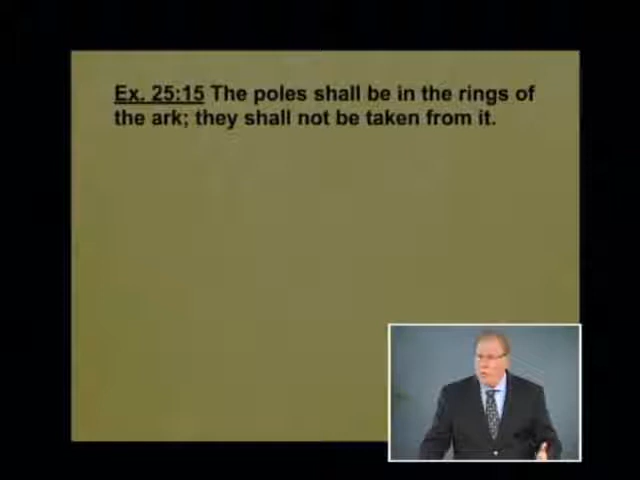 Ex. 25:15 The poles shall be in the rings of
the ark; they shall not be taken from it.